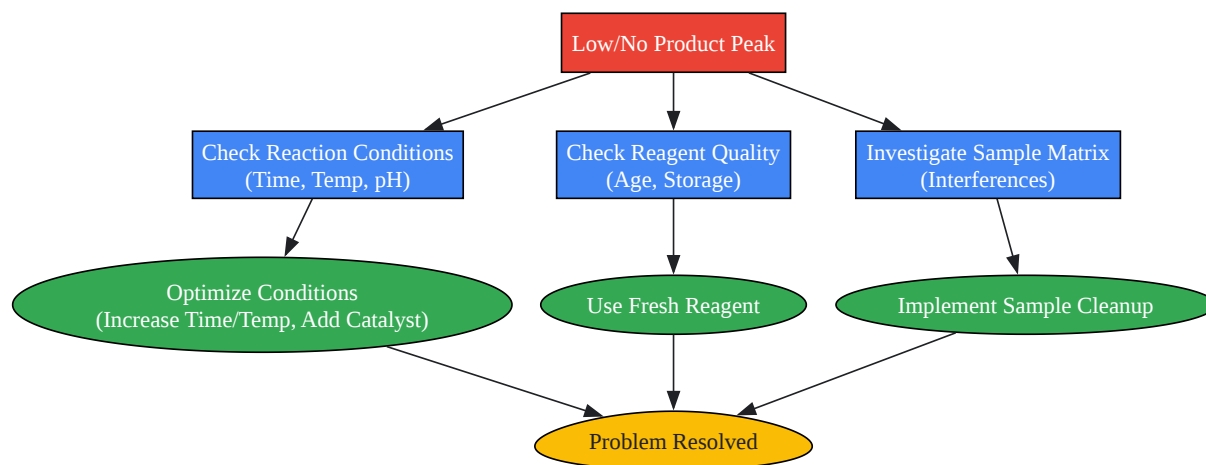 Low/No Product Peak
Check Reaction Conditions
(Time, Temp, pH)
Check Reagent Quality
(Age, Storage)
Investigate Sample Matrix
(Interferences)
Optimize Conditions
(Increase Time/Temp, Add Catalyst)
Use Fresh Reagent
Implement Sample Cleanup
Problem Resolved